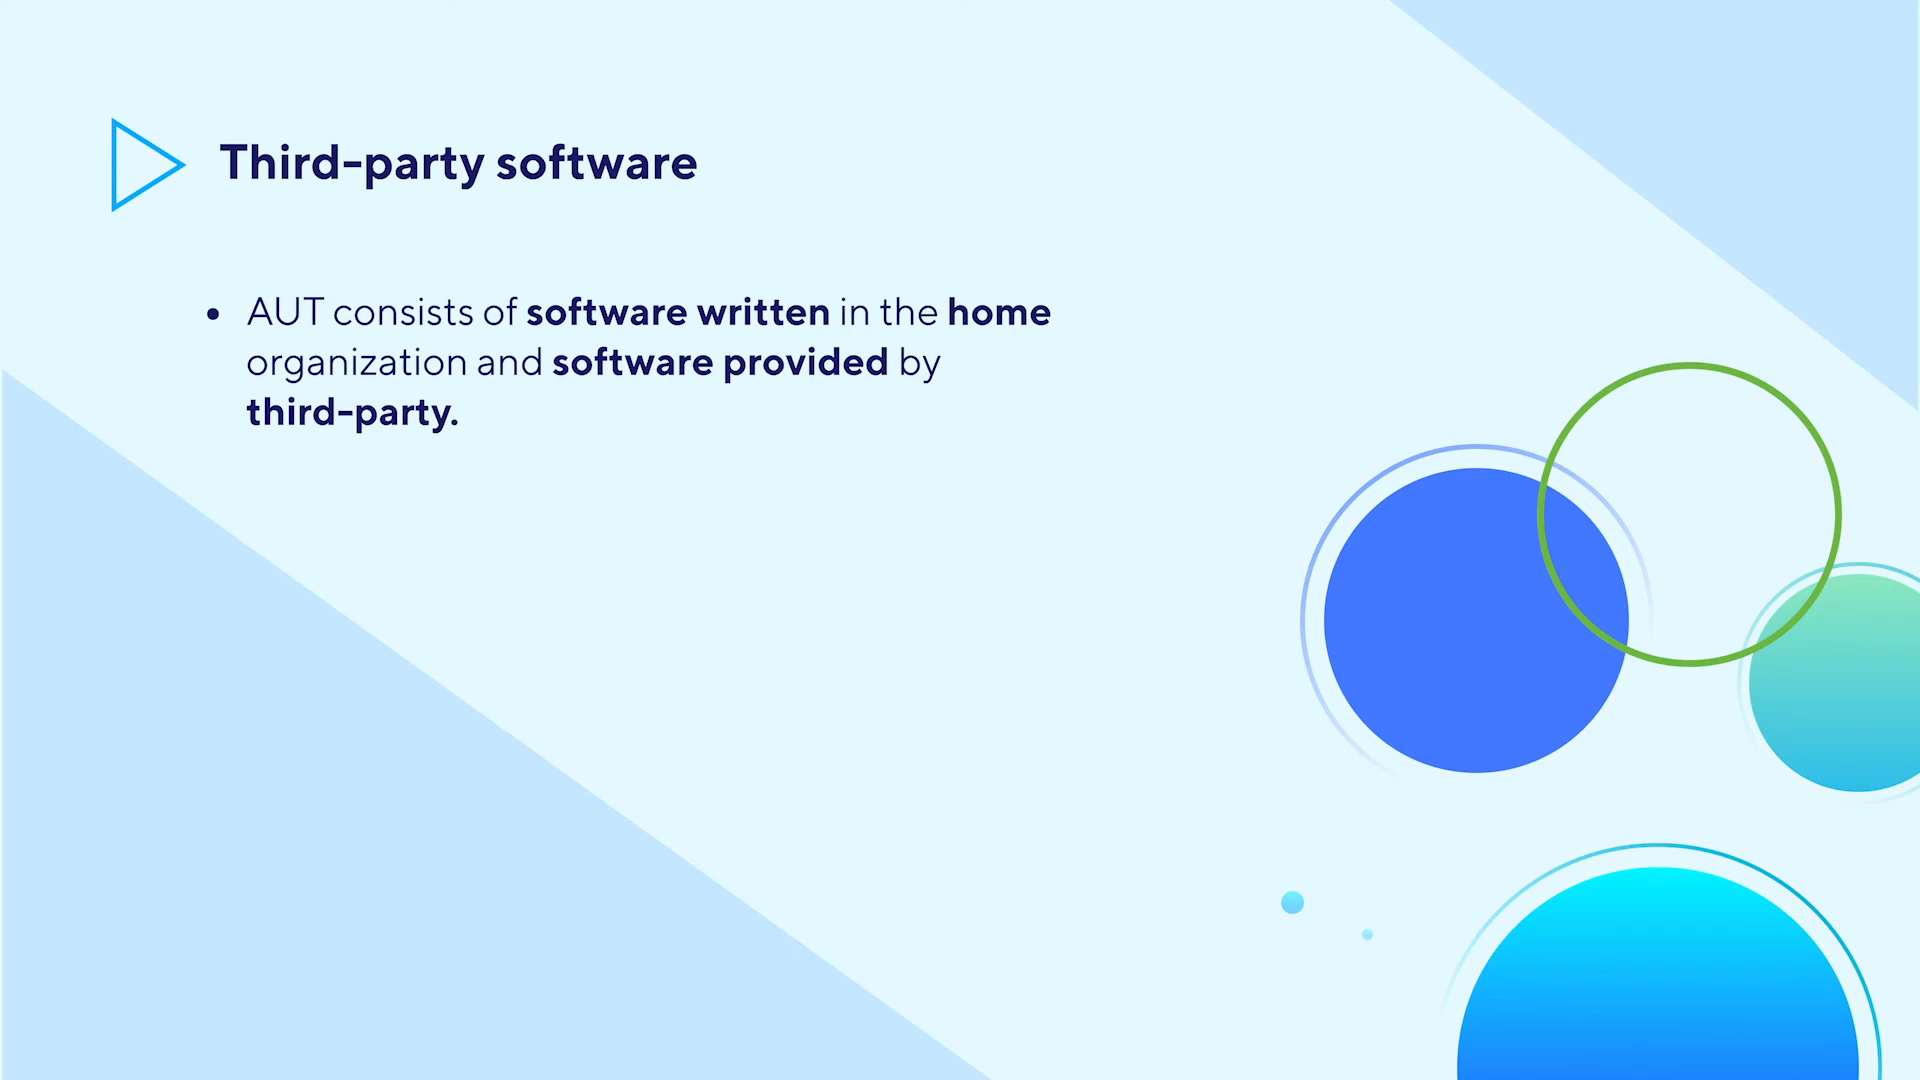 Third-party software
• AUT consists of software written in the home
organization and software provided by
third-party.